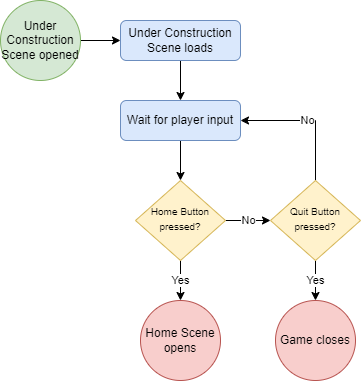 Under
Construction
Scene opened
Under Construction
Scene loads
Wait for player input
No
Home Button
pressed?
No
Quit Button
pressed?
Yes
Yes
Home Scene
opens
Game closes